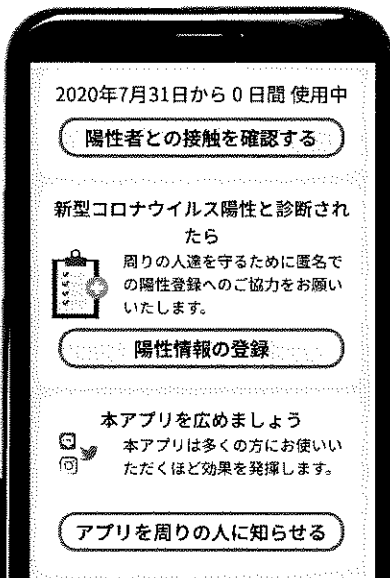 2020年7月31日から 0 日間 使用中
陽性者との接触を確認する
新型コロナウイルス陽性と診断され
たら
周りの人達を守るために匿名で
の陽性登録へのご協力をお願い
いたします。
陽性情報の登録
本アプリを広めましょう
本アプリは多くの方にお使いい
ただくほど効果を発揮します。
アプリを周りの人に知らせる